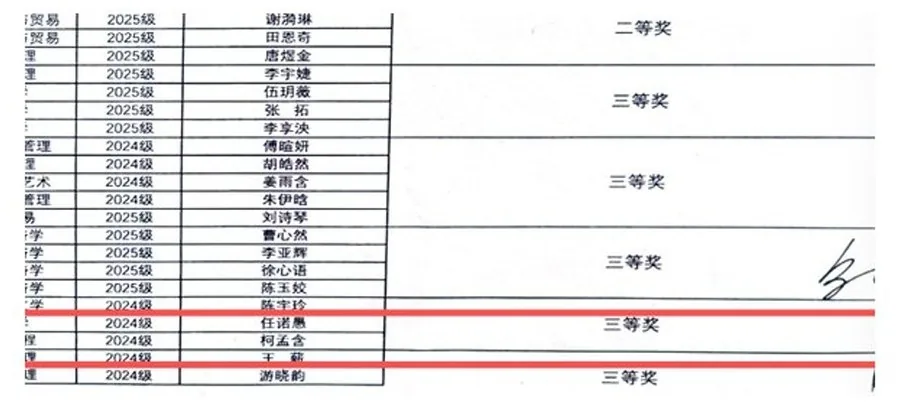 贸易 2025级 谢漪琳
贸易 2025级 田恩奇 二等奖
理 2025级 唐煜金
理 2025级 李宇婕
2025级 伍玥薇
2025级 张 拓 三等奖
2025级 李享泱
管理 2024级 傅暄妍
理 2024级 胡皓然
艺术 2024级 姜雨含 三等奖
管理 2024级 朱伊晗
易 2025级 刘诗琴
学 2025级 曹心然
学 2025级 李亚辉
学 2025级 徐心语 三等奖
学 2025级 陈玉姣
学 2024级 陈宇玲
2024级 任诺愚 三等奖
程 2024级 柯孟含
理 2024级 王
理 2024级 游晓韵 三等奖